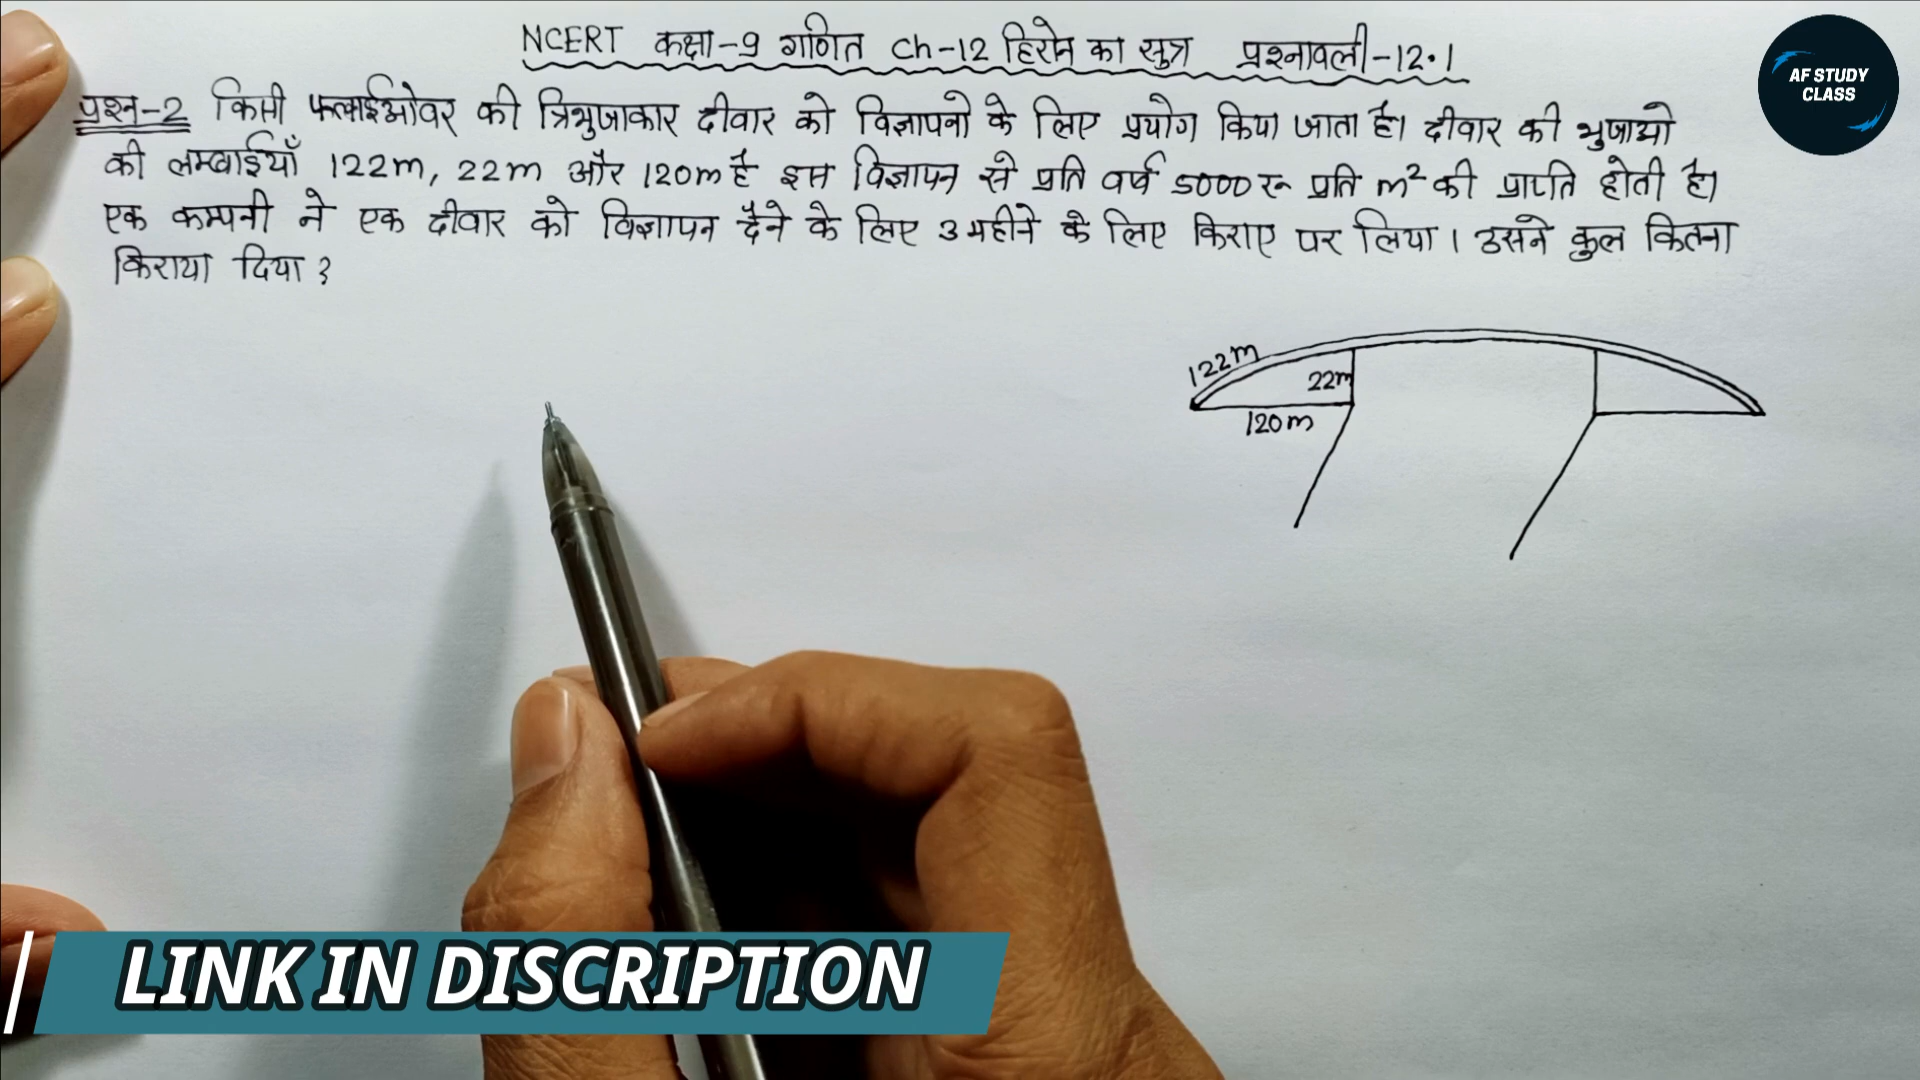 NCERT कक्षा-9 गणित Ch-12 हिरोन का सुत्र प्रश्नावली-12.1
AF STUDY
CLASS
प्रश्न-2 किसी फ्लाईओवर की त्रिभुजाकार दीवार को विज्ञापनो के लिए प्रयोग किया जाता है। दीवार की भुजाओ
की लम्बाईयाँ 122m, 22m और 120m है इस विज्ञापन से प्रति वर्ष 5000रू प्रति m² की प्राप्ति होती है।
एक कम्पनी ने एक दीवार को विज्ञापन देने के लिए 3 महीने के लिए किराए पर लिया। उसने कुल कितना
किराया दिया ?
122m
22m
120m
LINK IN DISCRIPTION